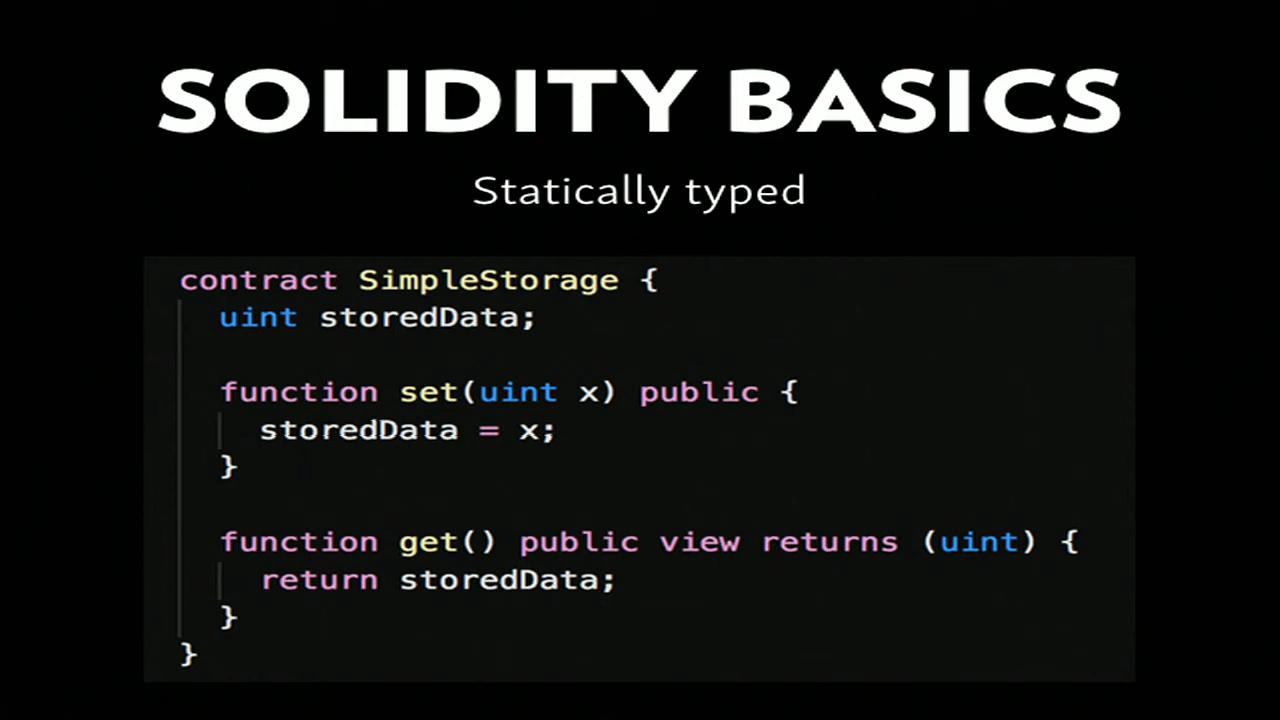 SOLIDITY BASICS
Statically typed
contract SimpleStorage {
uint storedData;
function set(uint x) public {
storedData = x;
}
function get() public view returns (uint) {
return storedData;
}
}